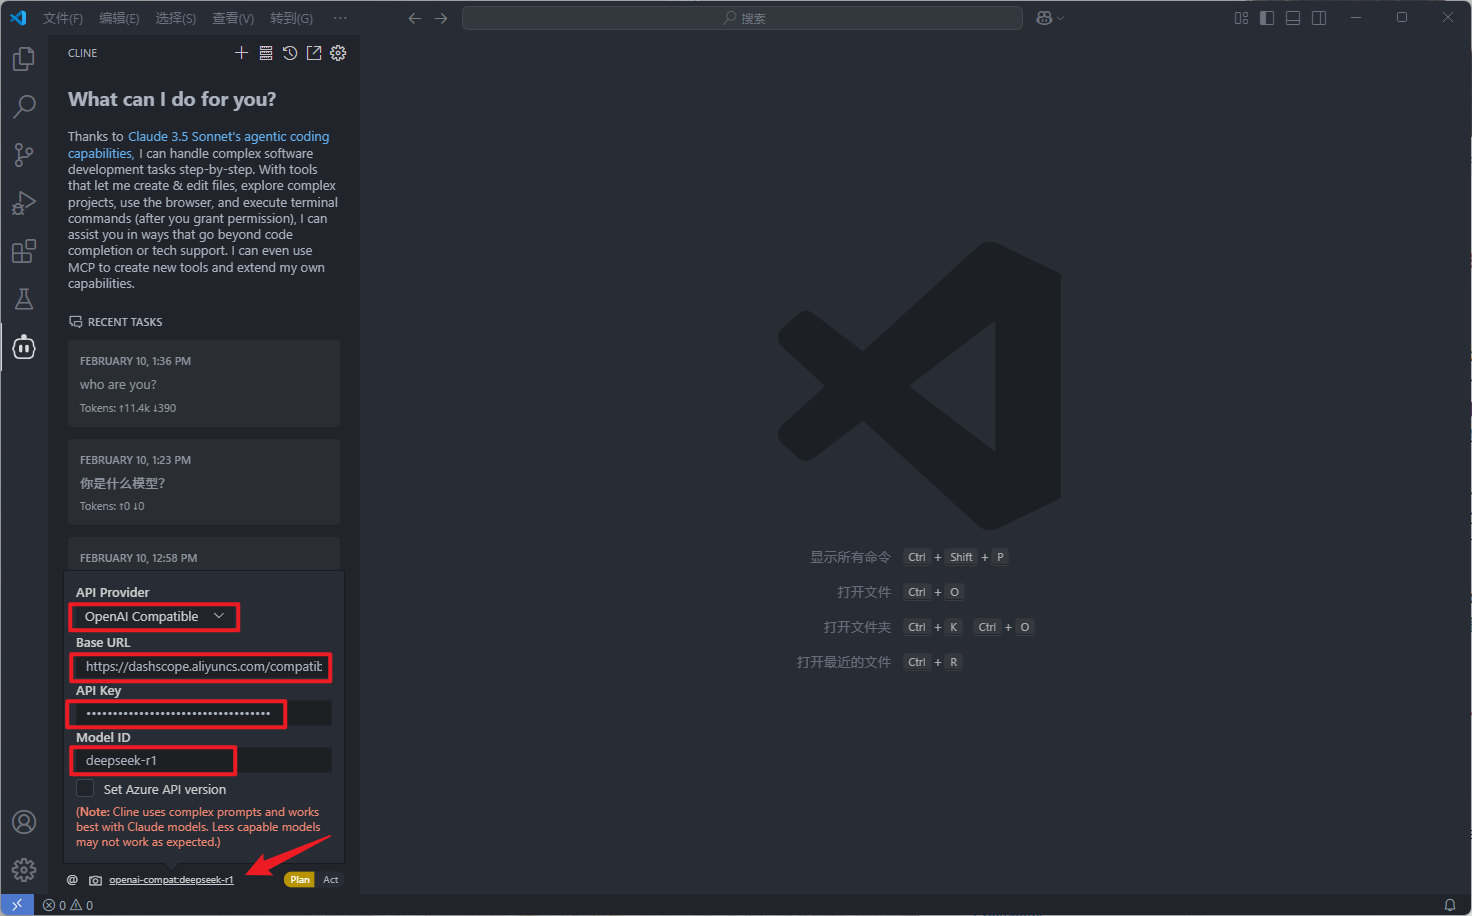 文件(F) 编辑(E) 选择(S) 查看(V) 转到(G) ···
搜索
CLINE
What can I do for you?
Thanks to Claude 3.5 Sonnet's agentic coding
capabilities, I can handle complex software
development tasks step-by-step. With tools
that let me create & edit files, explore complex
projects, use the browser, and execute terminal
commands (after you grant permission), I can
assist you in ways that go beyond code
completion or tech support. I can even use
MCP to create new tools and extend my own
capabilities.
RECENT TASKS
FEBRUARY 10, 1:36 PM
who are you?
Tokens: ↑11.4k ↓390
FEBRUARY 10, 1:23 PM
你是什么模型?
Tokens: ↑0 ↓0
FEBRUARY 10, 12:58 PM
API Provider
OpenAI Compatible
Base URL
https://dashscope.aliyuncs.com/compatib
API Key
••••••••••••••••••••••••••••••••••
Model ID
deepseek-r1
Set Azure API version
(Note: Cline uses complex prompts and works
best with Claude models. Less capable models
may not work as expected.)
@ openai-compat:deepseek-r1 Plan Act
0 0
显示所有命令 Ctrl + Shift + P
打开文件 Ctrl + O
打开文件夹 Ctrl + K Ctrl + O
打开最近的文件 Ctrl + R